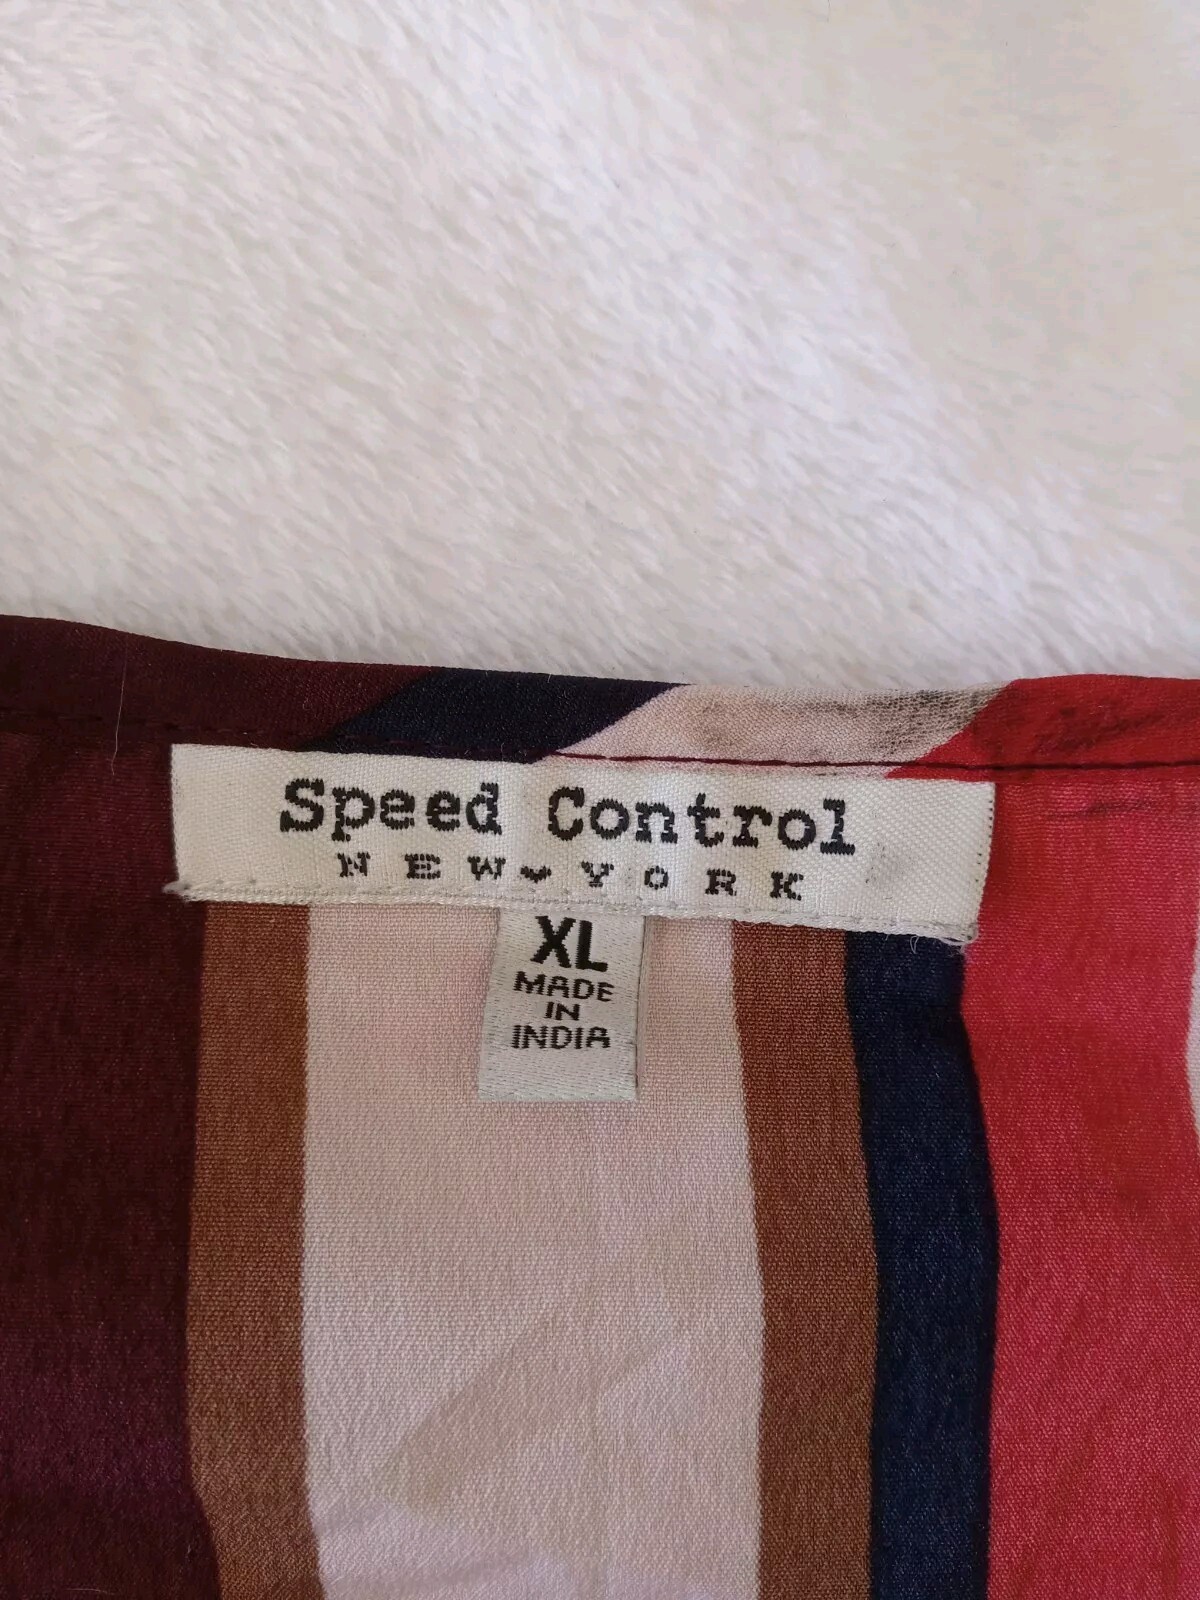 Speed Control
NEW YORK
XL
MADE
IN
INDIA